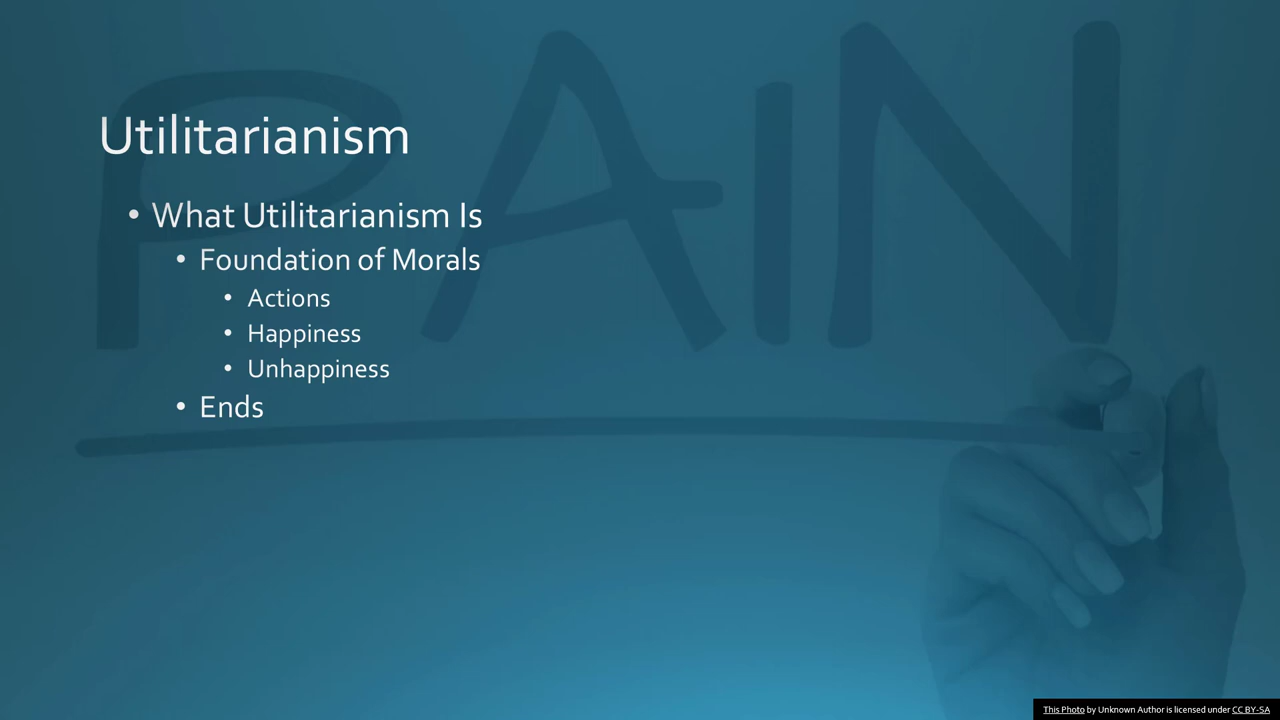 PAIN
Utilitarianism
• What Utilitarianism Is
• Foundation of Morals
• Actions
• Happiness
• Unhappiness
• Ends
This Photo by Unknown Author is licensed under CC BY-SA